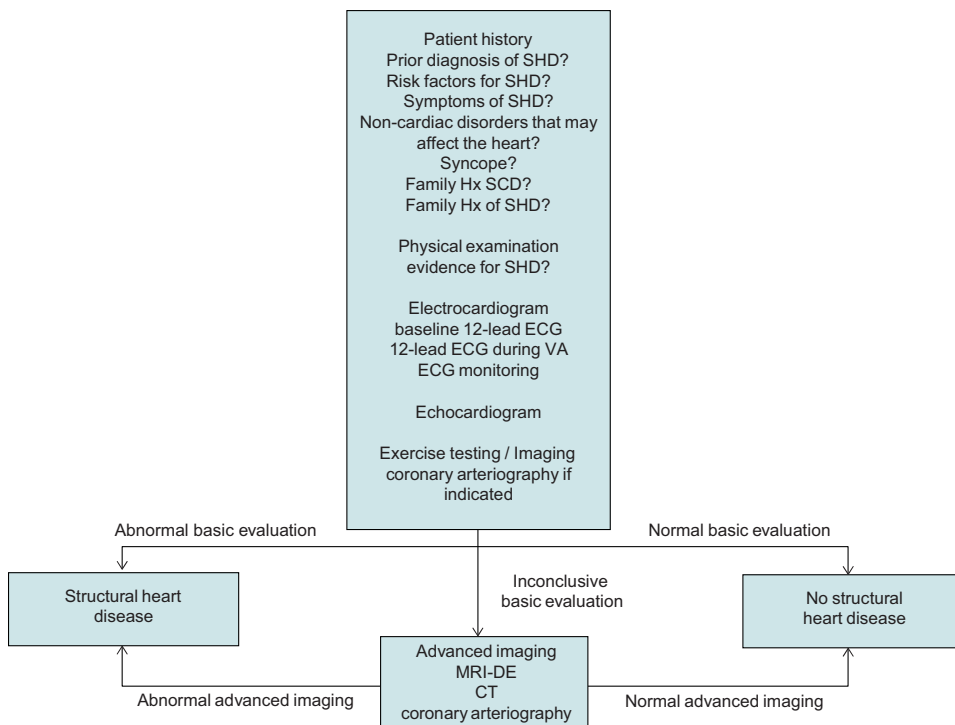 Patient history
Prior diagnosis of SHD?
Risk factors for SHD?
Symptoms of SHD?
Non-cardiac disorders that may
affect the heart?
Syncope?
Family Hx SCD?
Family Hx of SHD?
Physical examination
evidence for SHD?
Electrocardiogram
baseline 12-lead ECG
12-lead ECG during VA
ECG monitoring
Echocardiogram
Exercise testing / Imaging
coronary arteriography if
indicated
Abnormal basic evaluation
Normal basic evaluation
Structural heart
disease
Inconclusive
basic evaluation
No structural
heart disease
Advanced imaging
MRI-DE
CT
coronary arteriography
Abnormal advanced imaging
Normal advanced imaging